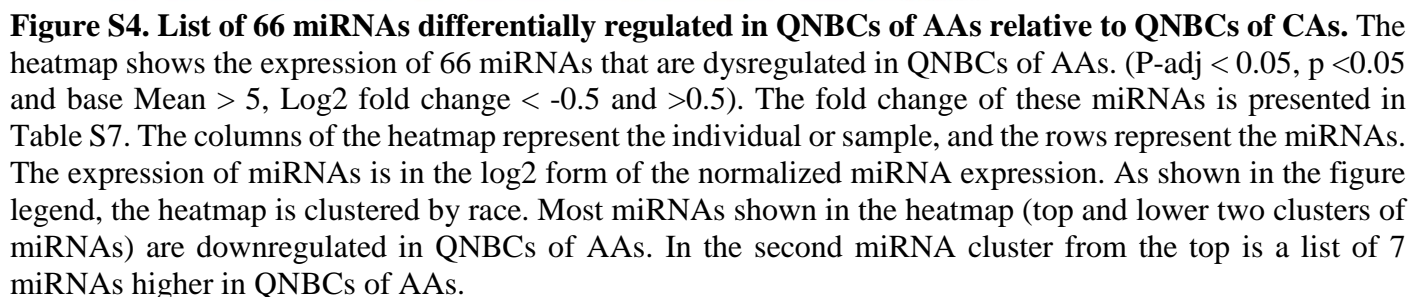 Figure S4. List of 66 miRNAs differentially regulated in QNBCs of AAs relative to QNBCs of CAs. The
heatmap shows the expression of 66 miRNAs that are dysregulated in QNBCs of AAs. (P-adj < 0.05, p <0.05
and base Mean > 5, Log2 fold change < -0.5 and >0.5). The fold change of these miRNAs is presented in
Table S7. The columns of the heatmap represent the individual or sample, and the rows represent the miRNAs.
The expression of miRNAs is in the log2 form of the normalized miRNA expression. As shown in the figure
legend, the heatmap is clustered by race. Most miRNAs shown in the heatmap (top and lower two clusters of
miRNAs) are downregulated in QNBCs of AAs. In the second miRNA cluster from the top is a list of 7
miRNAs higher in QNBCs of AAs.